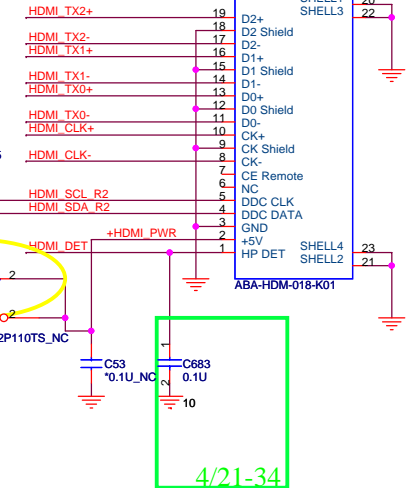 SHELL3 22
HDMI_TX2+ 19 D2+
18 D2 Shield
HDMI_TX2- 17 D2-
HDMI_TX1+ 16 D1+
15 D1 Shield
HDMI_TX1- 14 D1-
HDMI_TX0+ 13 D0+
12 D0 Shield
HDMI_TX0- 11 D0-
HDMI_CLK+ 10 CK+
9 CK Shield
HDMI_CLK- 8 CK-
7 CE Remote
6 NC
HDMI_SCL_R2 5 DDC CLK
HDMI_SDA_R2 4 DDC DATA
3 GND
+HDMI_PWR 2 +5V SHELL4 23
HDMI_DET 1 HP DET SHELL2 21
ABA-HDM-018-K01
2
2
2P110TS_NC
1
C53 C683
*0.1U_NC 0.1U
2
10
4/21-34